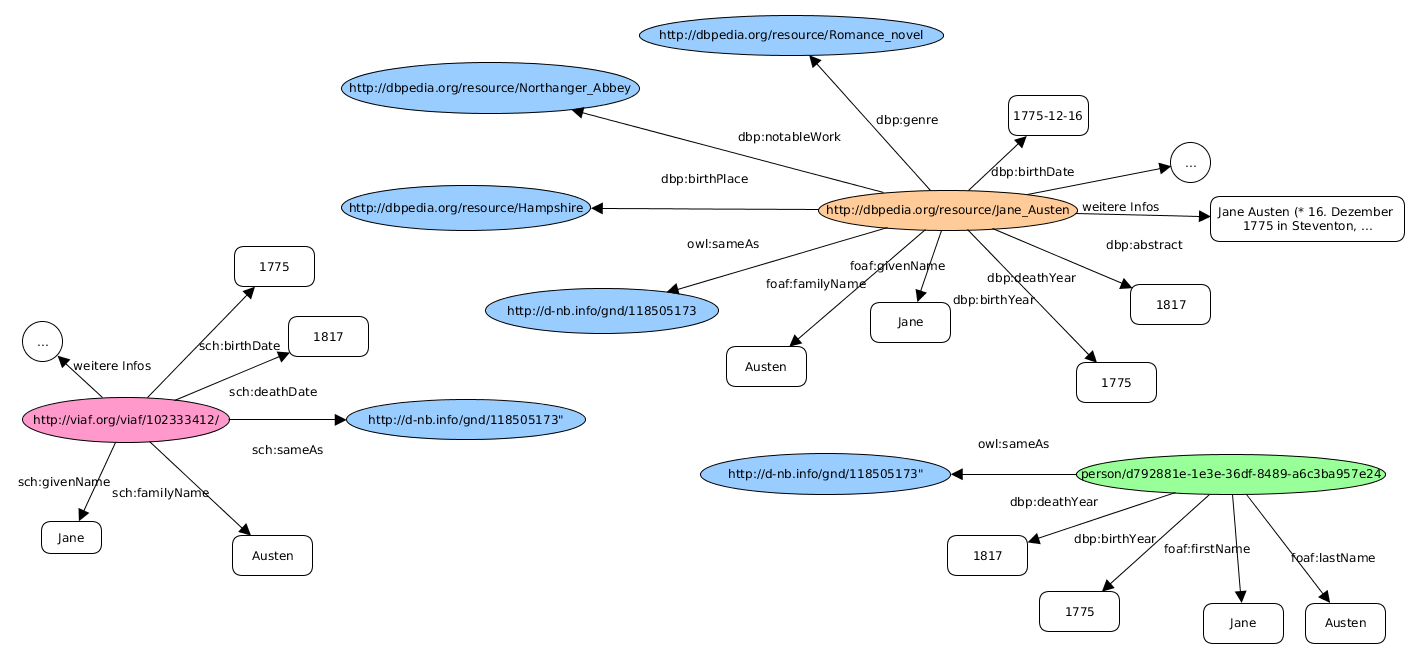 http://dbpedia.org/resource/Romance_novel
http://dbpedia.org/resource/Northanger_Abbey
dbp:genre
1775-12-16
dbp:notableWork
...
dbp:birthDate
dbp:birthPlace
http://dbpedia.org/resource/Hampshire
http://dbpedia.org/resource/Jane_Austen
weitere Infos
Jane Austen (* 16. Dezember
1775 in Steventon, ...
owl:sameAs
dbp:abstract
foaf:givenName
foaf:familyName
dbp:deathYear
dbp:birthYear
http://d-nb.info/gnd/118505173
Jane
1817
Austen
1775
1775
1817
...
sch:birthDate
weitere Infos
sch:deathDate
http://viaf.org/viaf/102333412/
http://d-nb.info/gnd/118505173"
sch:sameAs
sch:givenName
sch:familyName
Jane
Austen
owl:sameAs
http://d-nb.info/gnd/118505173"
person/d792881e-1e3e-36df-8489-a6c3ba957e24
dbp:deathYear
dbp:birthYear
foaf:firstName
foaf:lastName
1817
1775
Jane
Austen